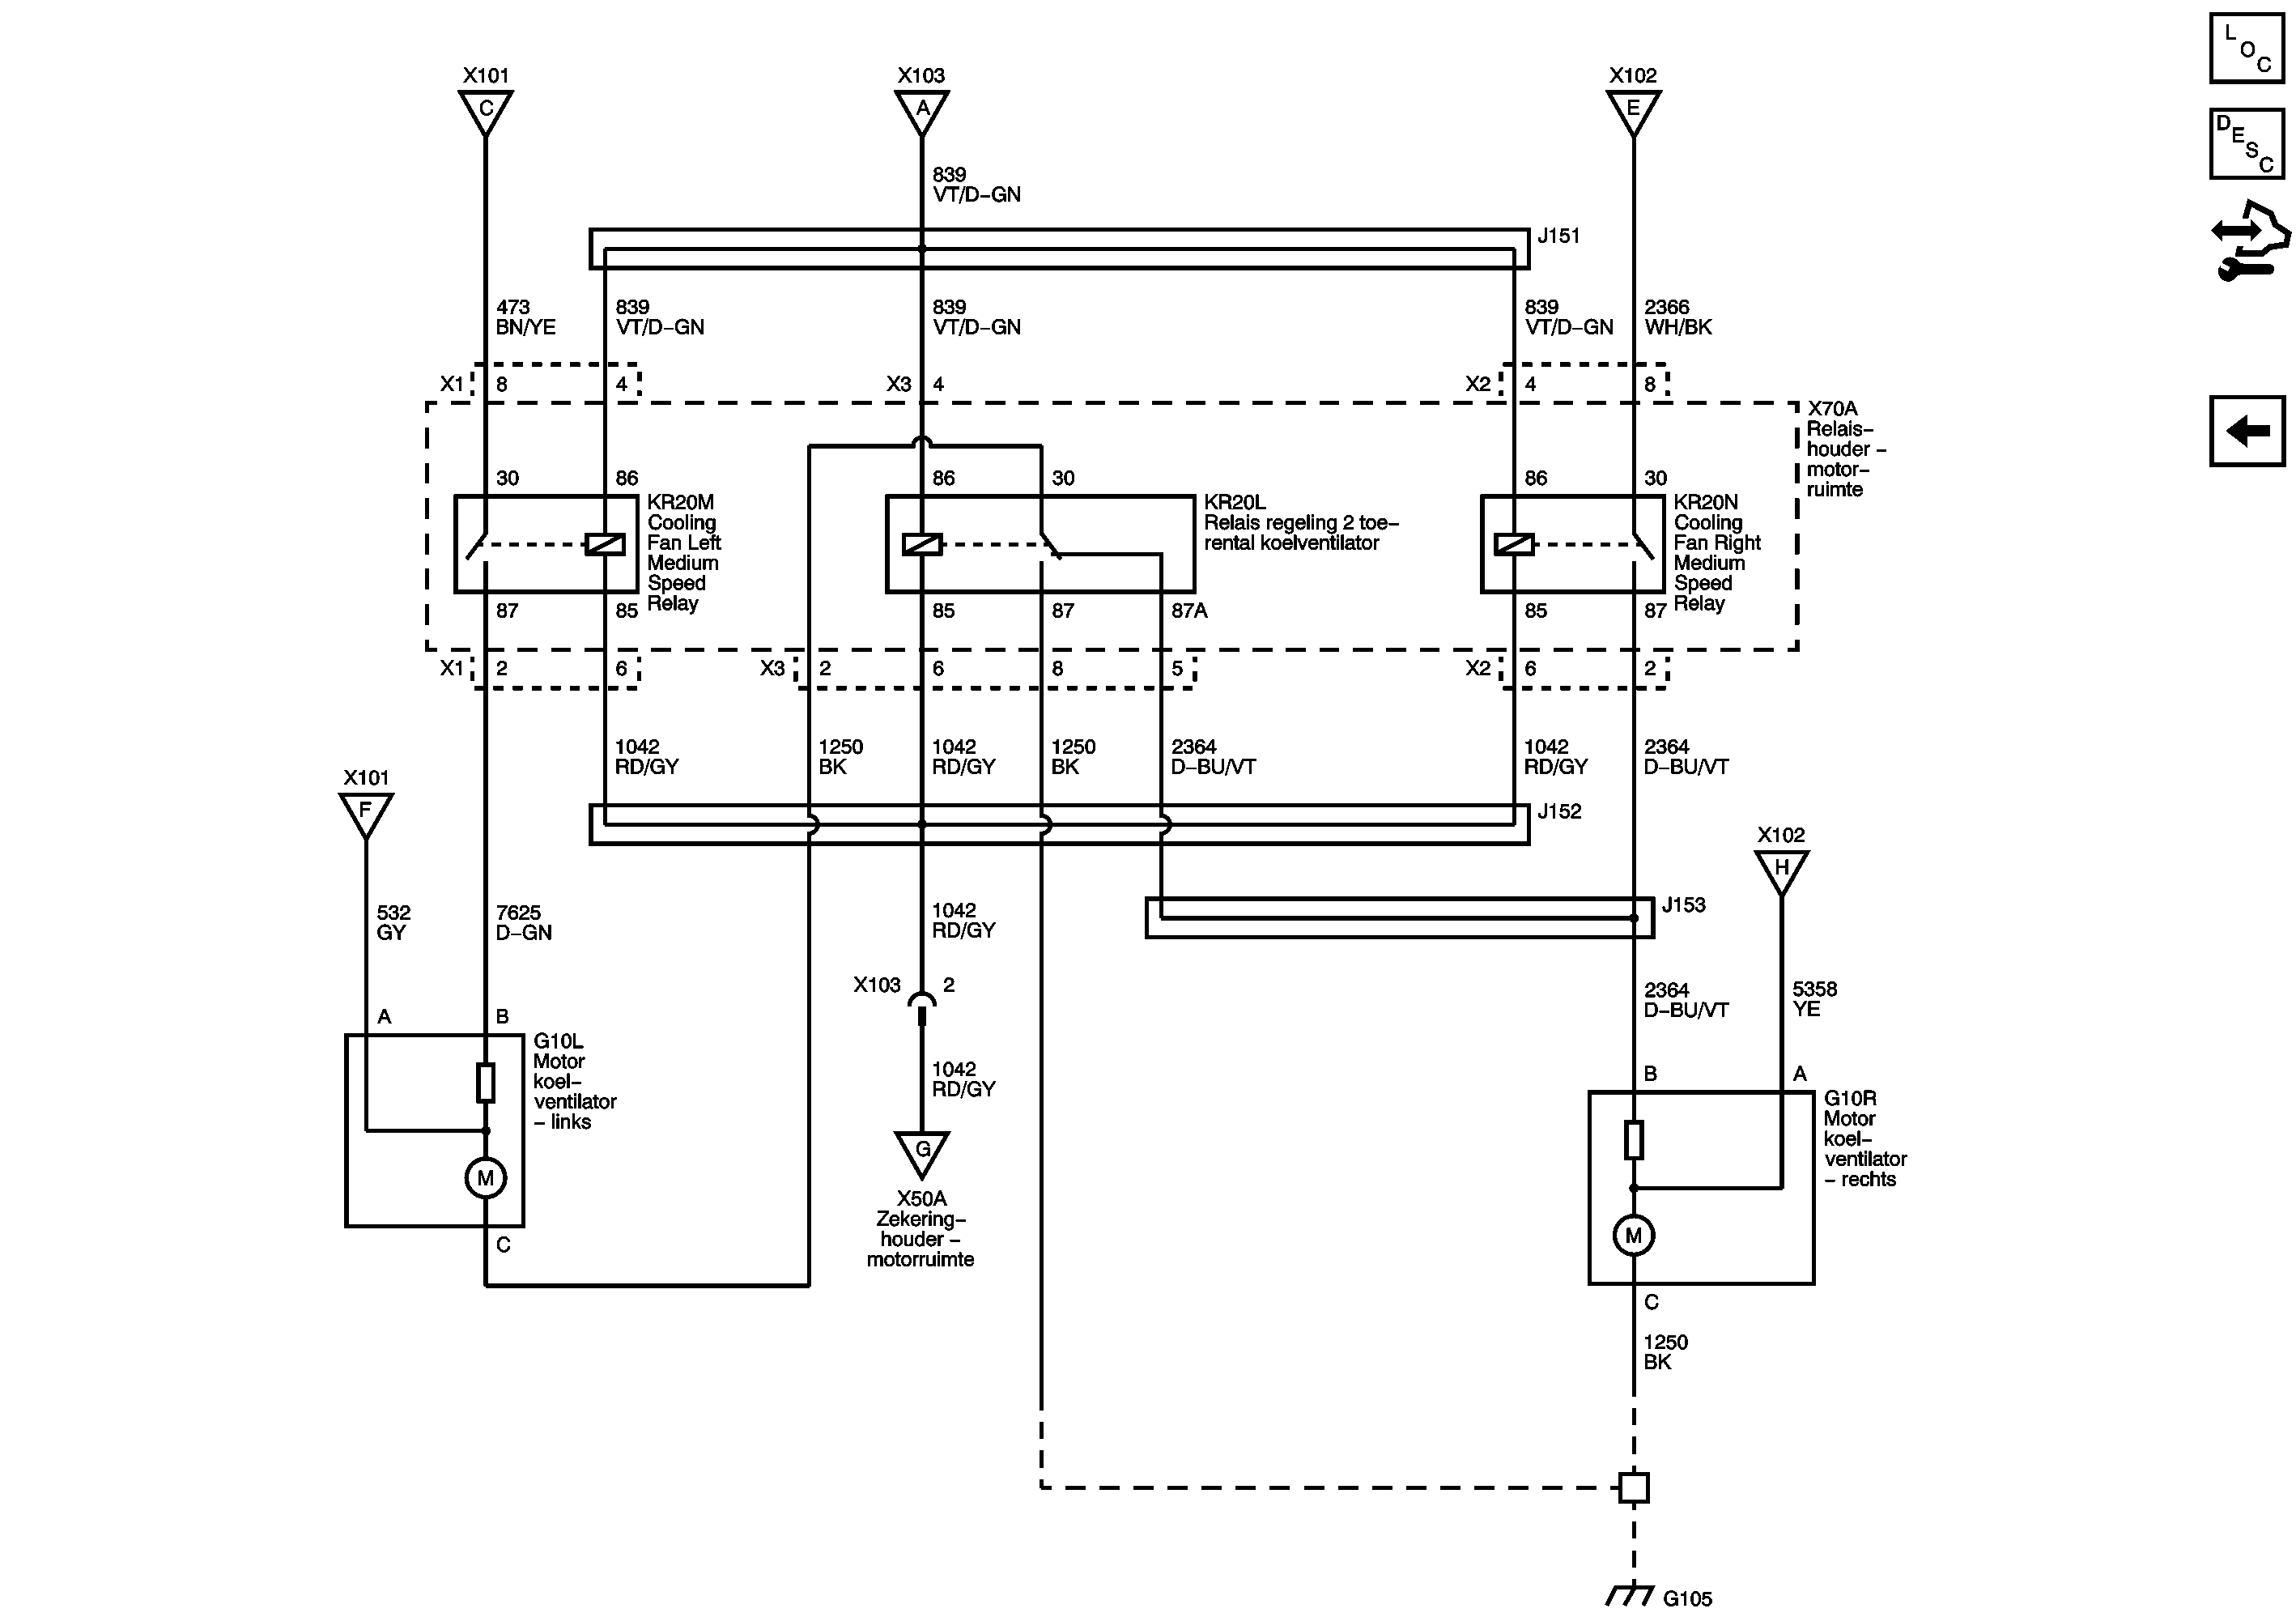 L
O
C
X101
X103
X102
C
A
E
D
E
S
C
839
VT/D-GN
J151
473
BN/YE
839
VT/D-GN
839
VT/D-GN
839
VT/D-GN
2366
WH/BK
X1 8 4
X3 4
X2 4 8
X70A
Relais-
houder -
motor-
ruimte
30 86
86 30
86 30
KR20M
Cooling
Fan Left
Medium
Speed
Relay
KR20L
Relais regeling 2 toe-
rental koelventilator
KR20N
Cooling
Fan Right
Medium
Speed
Relay
87 85
85 87 87A
85 87
X1 2 6
X3 2 6 8 5
X2 6 2
1042
RD/GY
1250
BK
1042
RD/GY
1250
BK
2364
D-BU/VT
1042
RD/GY
2364
D-BU/VT
X101
F
J152
X102
H
532
GY
7625
D-GN
1042
RD/GY
J153
X103 2
2364
D-BU/VT
5358
YE
A B
G10L
Motor
koel-
ventilator
- links
M
C
1042
RD/GY
G
X50A
Zekering-
houder -
motorruimte
B A
G10R
Motor
koel-
ventilator
- rechts
M
C
1250
BK
G105